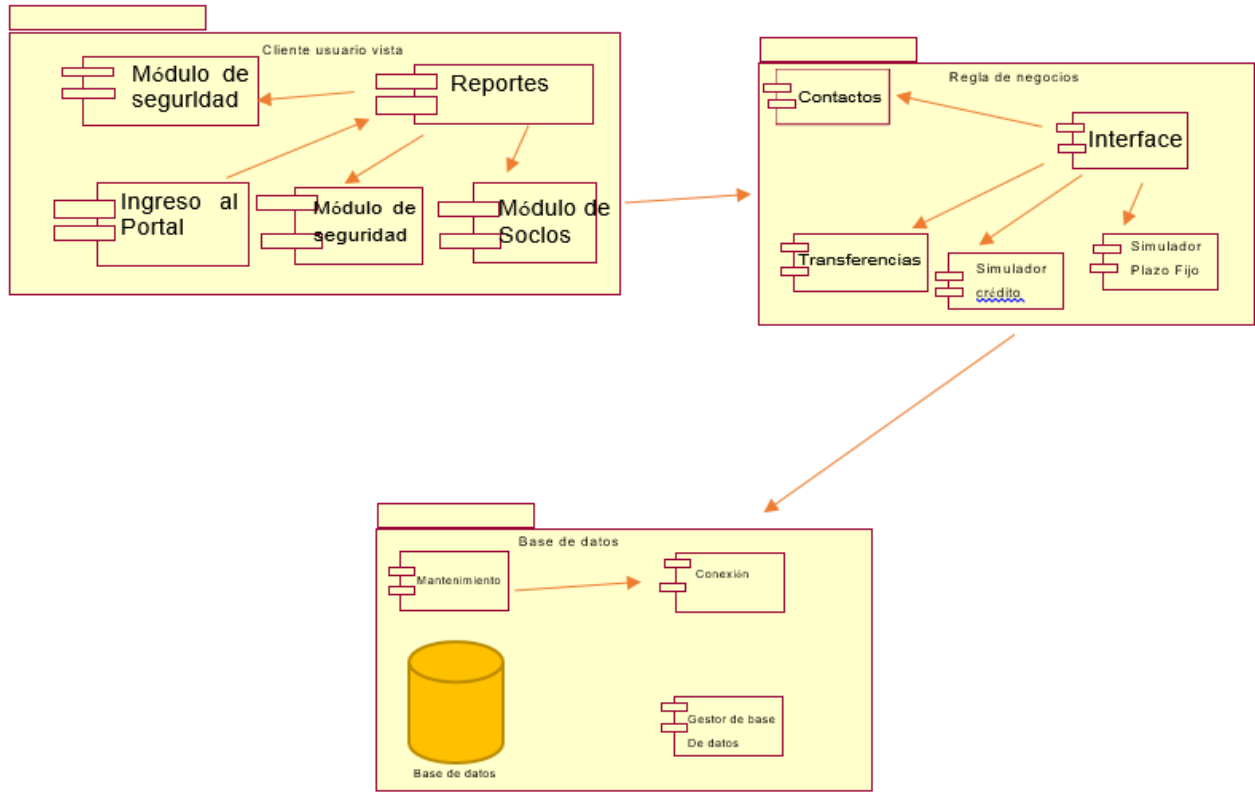 Cliente usuario vista
Módulo de
seguridad
Reportes
Ingreso al
Portal
Módulo de
seguridad
Módulo de
Socios
Regla de negocios
Contactos
Interface
Transferencias
Simulador
crédito
Simulador
Plazo Fijo
Base de datos
Mantenimiento
Conexión
Gestor de base
De datos
Base de datos